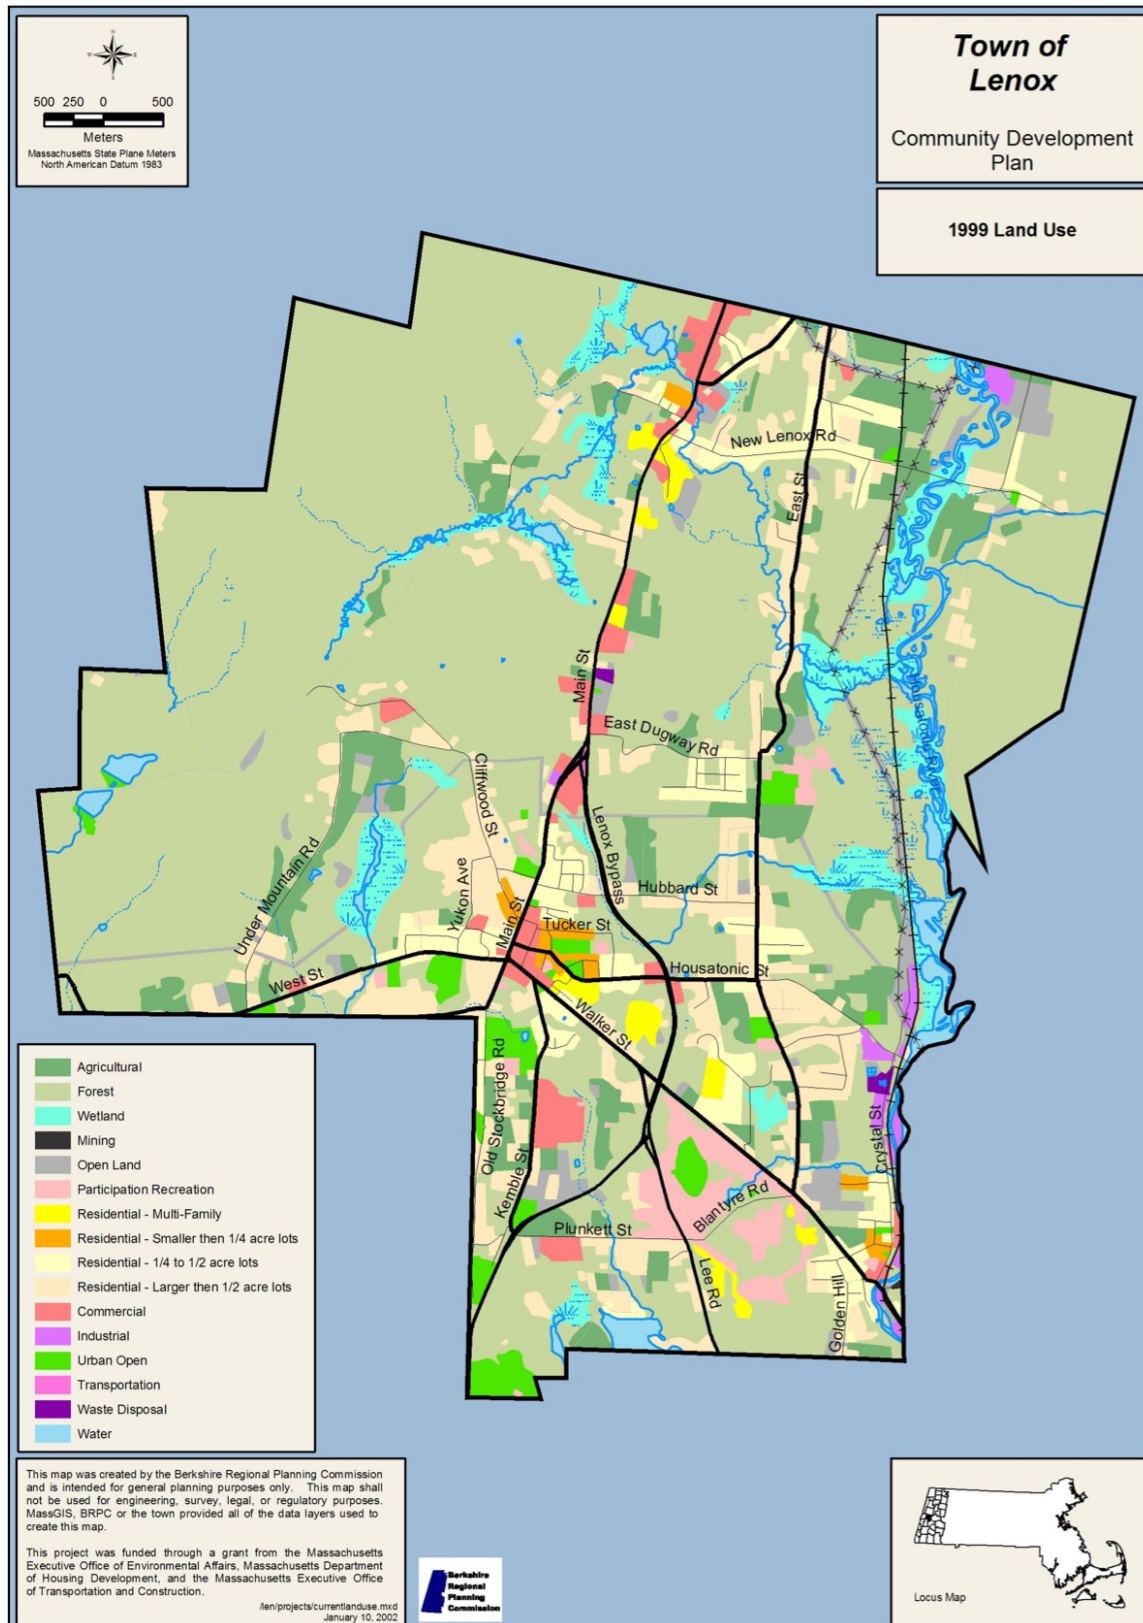 N
W
E
S
500 250 0 500
Meters
Massachusetts State Plane Meters
North American Datum 1983
Town of
Lenox
Community Development
Plan
1999 Land Use
New Lenox Rd
East St
Main St
Housatonic River
East Dugway Rd
Cliffwood St
Lenox Bypass
Under Mountain Rd
Yukon Ave
Hubbard St
Main St
Tucker St
West St
Housatonic St
Walker St
Old Stockbridge Rd
Crystal St
Kemble St
Blantyre Rd
Plunkett St
Lee Rd
Golden Hill
Agricultural
Forest
Wetland
Mining
Open Land
Participation Recreation
Residential - Multi-Family
Residential - Smaller then 1/4 acre lots
Residential - 1/4 to 1/2 acre lots
Residential - Larger then 1/2 acre lots
Commercial
Industrial
Urban Open
Transportation
Waste Disposal
Water
This map was created by the Berkshire Regional Planning Commission
and is intended for general planning purposes only. This map shall
not be used for engineering, survey, legal, or regulatory purposes.
MassGIS, BRPC or the town provided all of the data layers used to
create this map.
This project was funded through a grant from the Massachusetts
Executive Office of Environmental Affairs, Massachusetts Department
of Housing Development, and the Massachusetts Executive Office
of Transportation and Construction.
/len/projects/currentlanduse.mxd
January 10, 2002
Berkshire
Regional
Planning
Commission
Locus Map